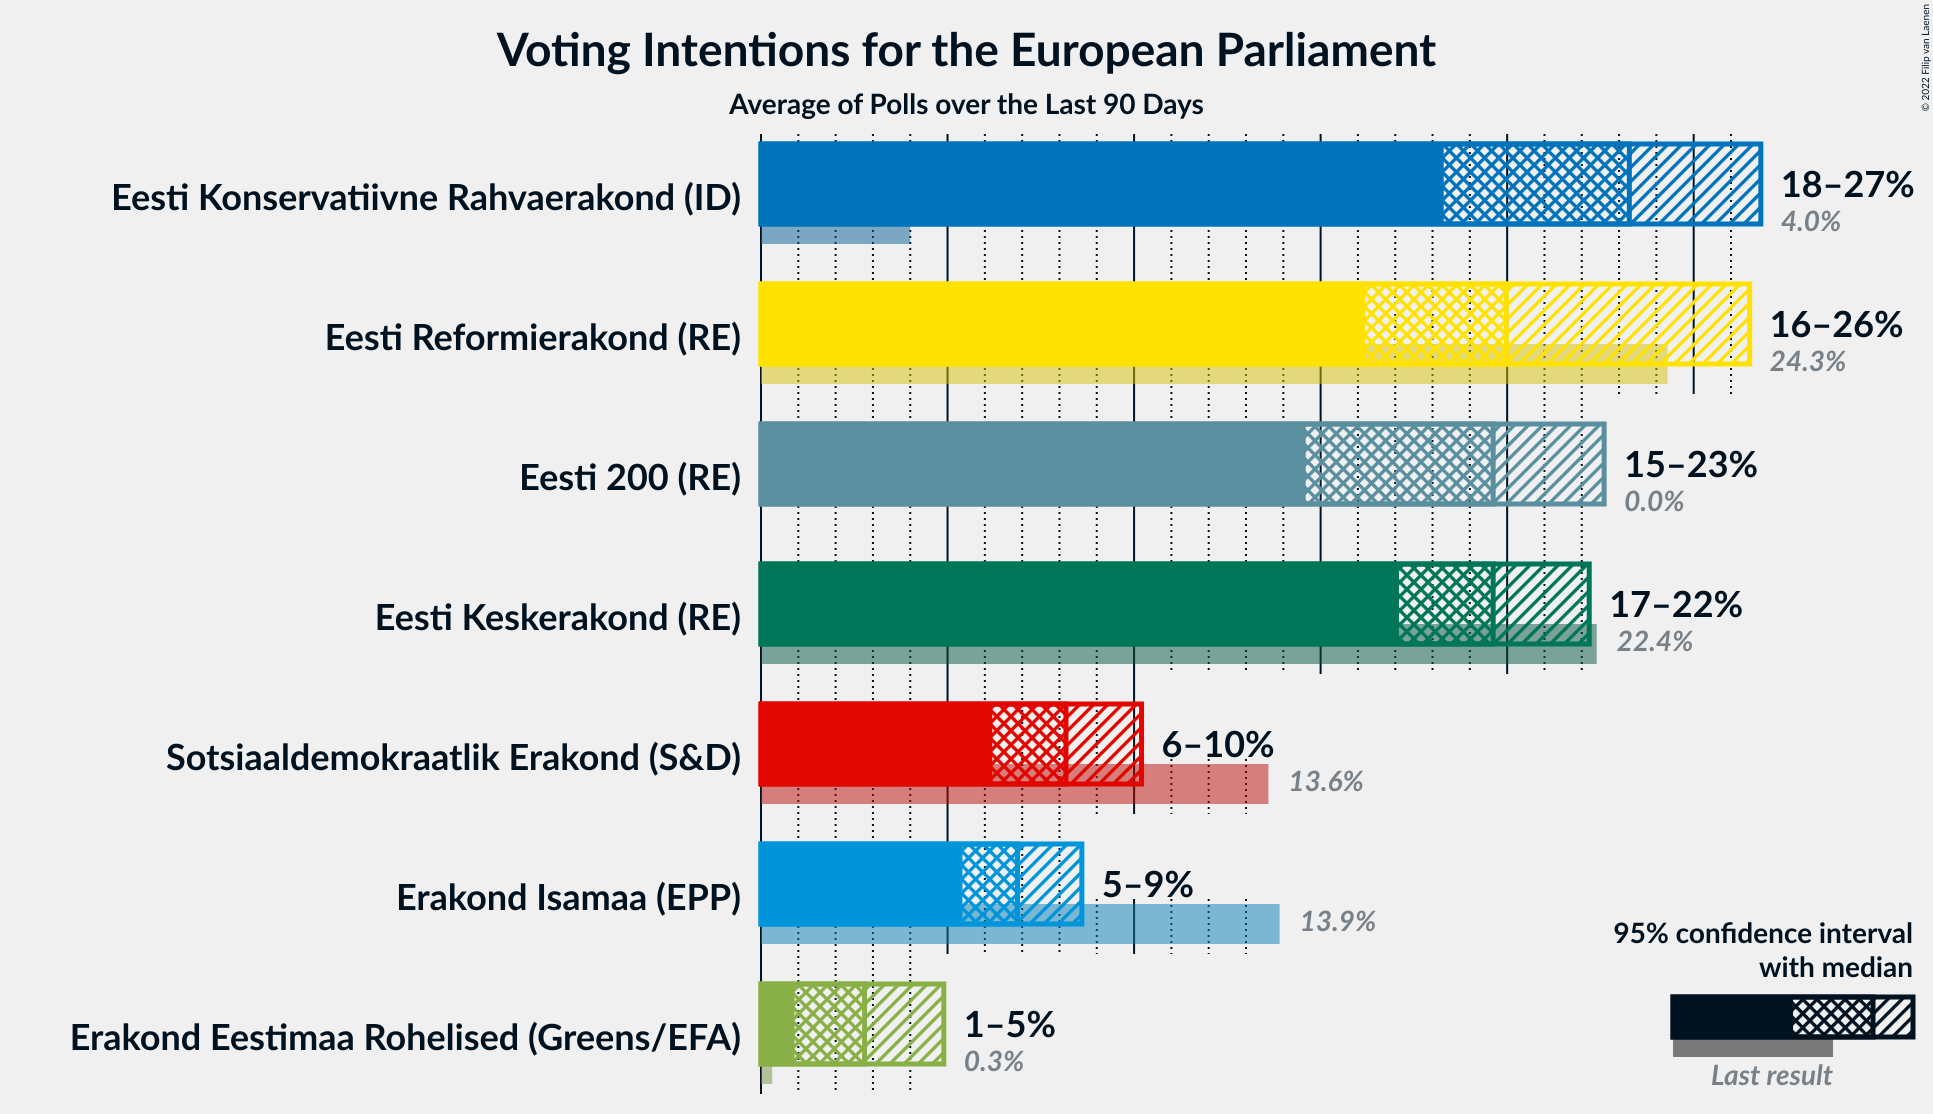 Voting Intentions for the European Parliament
Average of Polls over the Last 90 Days
© 2022 Filip van Laenen
Eesti Konservatiivne Rahvaerakond (ID)
18–27%
4.0%
Eesti Reformierakond (RE)
16–26%
24.3%
Eesti 200 (RE)
15–23%
0.0%
Eesti Keskerakond (RE)
17–22%
22.4%
Sotsiaaldemokraatlik Erakond (S&D)
6–10%
13.6%
Erakond Isamaa (EPP)
5–9%
13.9%
Erakond Eestimaa Rohelised (Greens/EFA)
1–5%
0.3%
95% confidence interval
with median
Last result